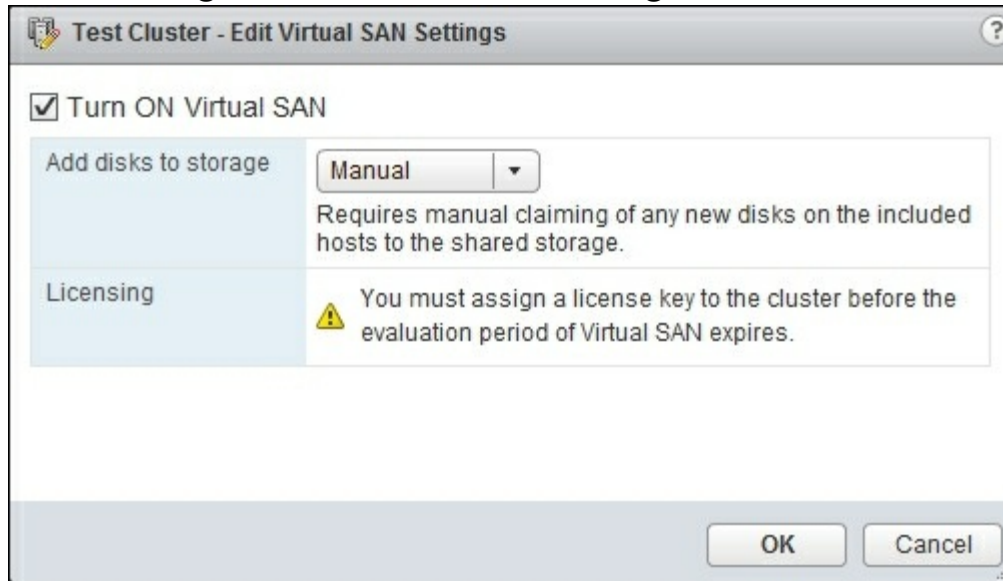 Test Cluster - Edit Virtual SAN Settings
?
Turn ON Virtual SAN
Add disks to storage
Manual
Requires manual claiming of any new disks on the included
hosts to the shared storage.
Licensing
You must assign a license key to the cluster before the
evaluation period of Virtual SAN expires.
OK
Cancel